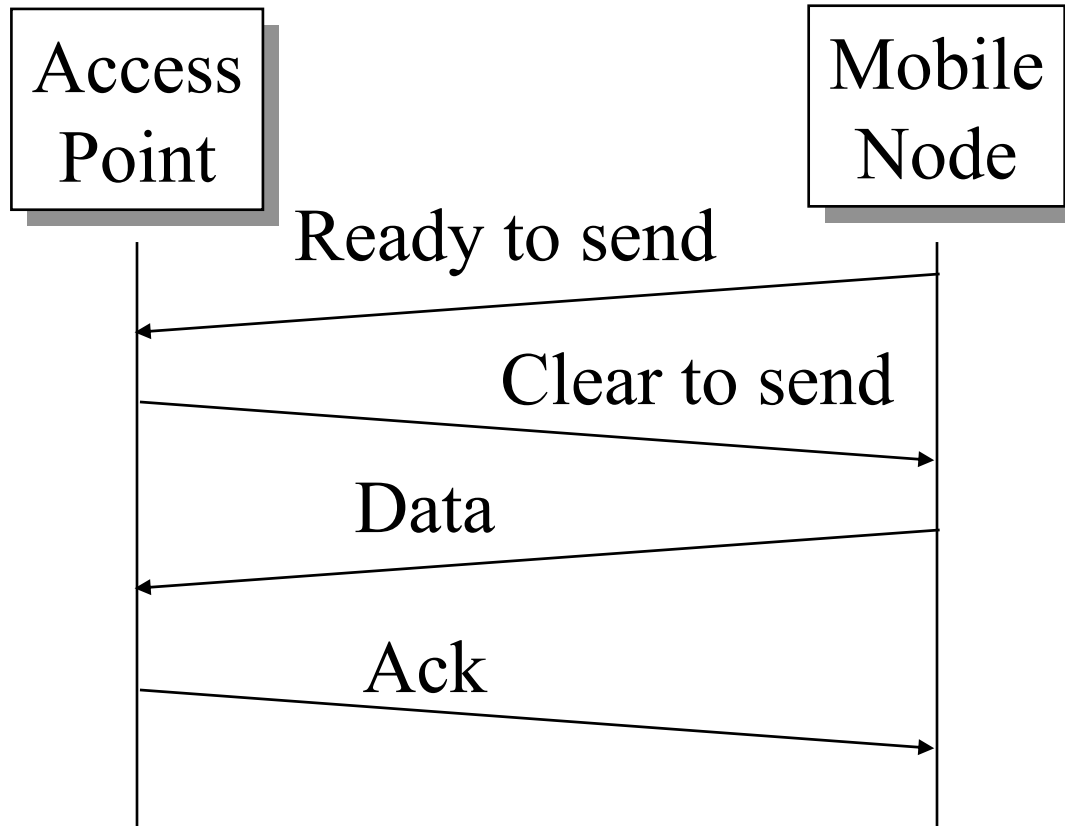 Access
Point
Mobile
Node
Ready to send
Clear to send
Data
Ack